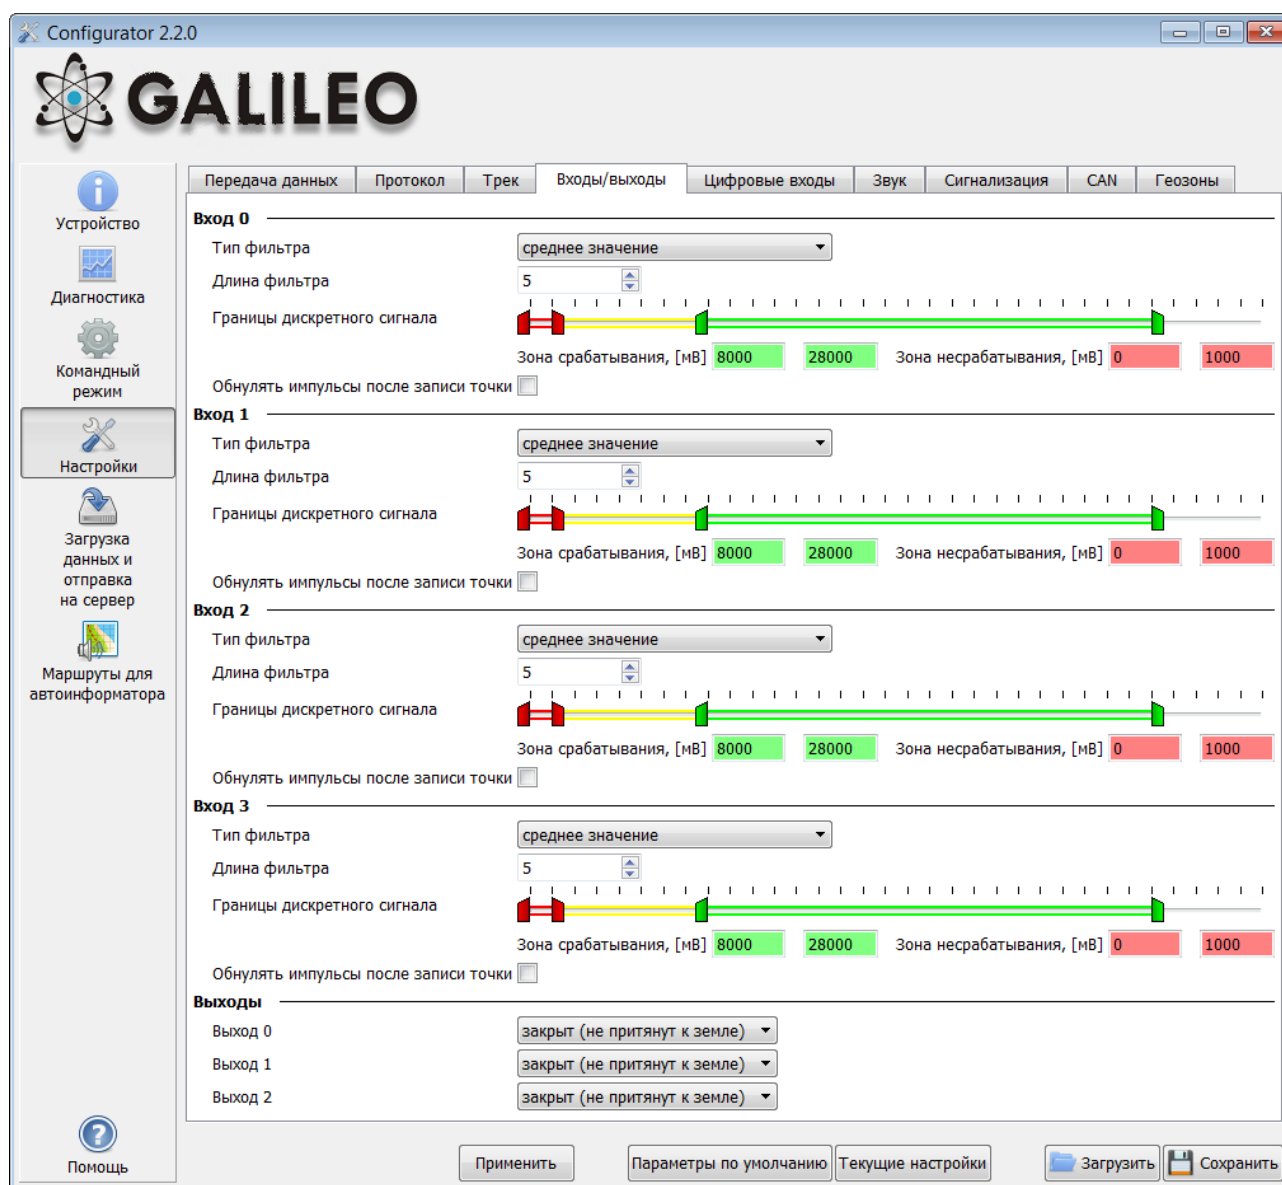 Configurator 2.2.0
GALILEO
Устройство
Диагностика
Командный
режим
Настройки
Загрузка
данных и
отправка
на сервер
Маршруты для
автоинформатора
Помощь
Передача данных Протокол Трек Входы/выходы Цифровые входы Звук Сигнализация CAN Геозоны
Вход 0
Тип фильтра среднее значение
Длина фильтра 5
Границы дискретного сигнала
Зона срабатывания, [мВ] 8000 28000 Зона несрабатывания, [мВ] 0 1000
Обнулять импульсы после записи точки
Вход 1
Тип фильтра среднее значение
Длина фильтра 5
Границы дискретного сигнала
Зона срабатывания, [мВ] 8000 28000 Зона несрабатывания, [мВ] 0 1000
Обнулять импульсы после записи точки
Вход 2
Тип фильтра среднее значение
Длина фильтра 5
Границы дискретного сигнала
Зона срабатывания, [мВ] 8000 28000 Зона несрабатывания, [мВ] 0 1000
Обнулять импульсы после записи точки
Вход 3
Тип фильтра среднее значение
Длина фильтра 5
Границы дискретного сигнала
Зона срабатывания, [мВ] 8000 28000 Зона несрабатывания, [мВ] 0 1000
Обнулять импульсы после записи точки
Выходы
Выход 0 закрыт (не притянут к земле)
Выход 1 закрыт (не притянут к земле)
Выход 2 закрыт (не притянут к земле)
Применить Параметры по умолчанию Текущие настройки Загрузить Сохранить